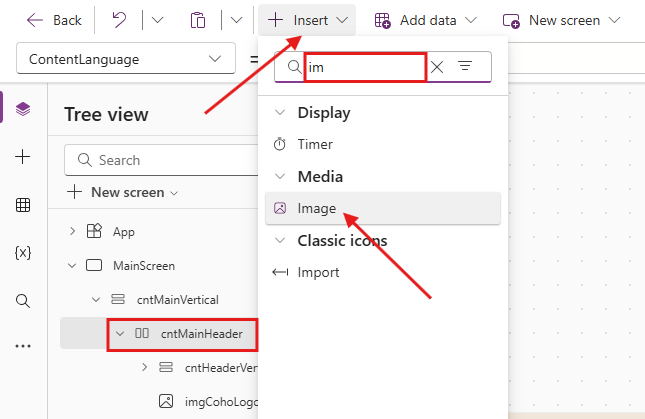 Back
Insert
Add data
New screen
ContentLanguage
=
im
Tree view
Search
New screen
App
MainScreen
cntMainVertical
cntMainHeader
cntHeaderVer
imgCohoLogo
Display
Timer
Media
Image
Classic icons
Import